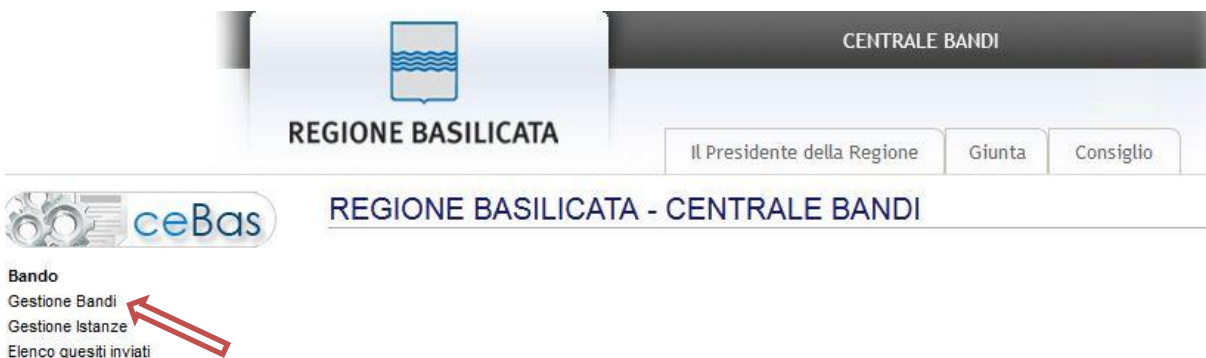 CENTRALE BANDI
REGIONE BASILICATA
Il Presidente della Regione
Giunta
Consiglio
ceBas
REGIONE BASILICATA - CENTRALE BANDI
Bando
Gestione Bandi
Gestione Istanze
Elenco quesiti inviati